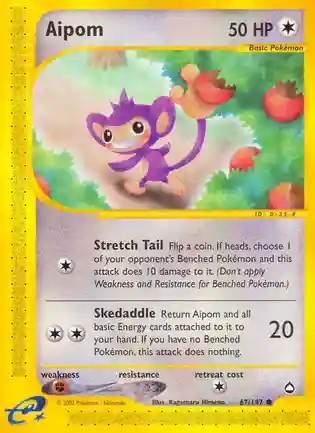 Aipom 50 HP
Basic Pokémon
Stretch Tail Flip a coin. If heads, choose 1
of your opponent's Benched Pokémon and this
attack does 10 damage to it. (Don't apply
Weakness and Resistance for Benched Pokémon.)
Skedaddle Return Aipom and all
basic Energy cards attached to it to
your hand. If you have no Benched
Pokémon, this attack does nothing.
20
weakness resistance retreat cost
Illus. Kagemaru Himeno
67/147